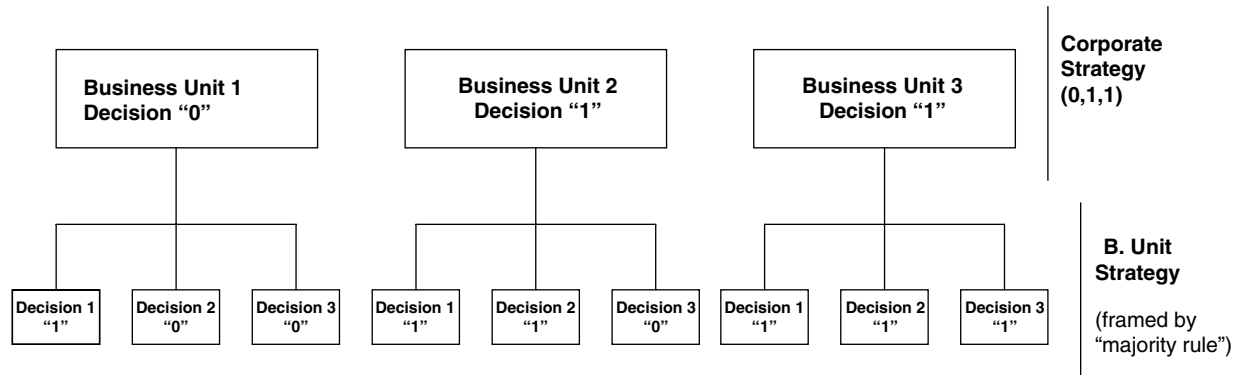 Business Unit 1
Decision “0”
Business Unit 2
Decision “1”
Business Unit 3
Decision “1”
Corporate
Strategy
(0,1,1)
Decision 1
“1”
Decision 2
“0”
Decision 3
“0”
Decision 1
“1”
Decision 2
“1”
Decision 3
“0”
Decision 1
“1”
Decision 2
“1”
Decision 3
“1”
B. Unit
Strategy
(framed by
“majority rule”)